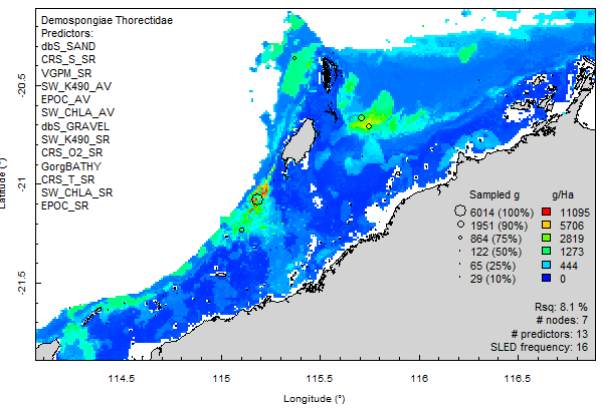 Demospongiae Thorectidae
Predictors:
dbS_SAND
CRS_S_SR
VGPM_SR
SW_K490_AV
EPOC_AV
SW_CHLA_AV
dbS_GRAVEL
SW_K490_SR
CRS_O2_SR
GorgBATHY
CRS_T_SR
SW_CHLA_SR
EPOC_SR
-20.5
-21
-21.5
Latitude (°)
Sampled g g/Ha
6014 (100%) 11095
1951 (90%) 5706
864 (75%) 2819
122 (50%) 1273
65 (25%) 444
29 (10%) 0
Rsq: 8.1 %
# nodes: 7
# predictors: 13
SLED frequency: 16
114.5 115 115.5 116 116.5
Longitude (°)